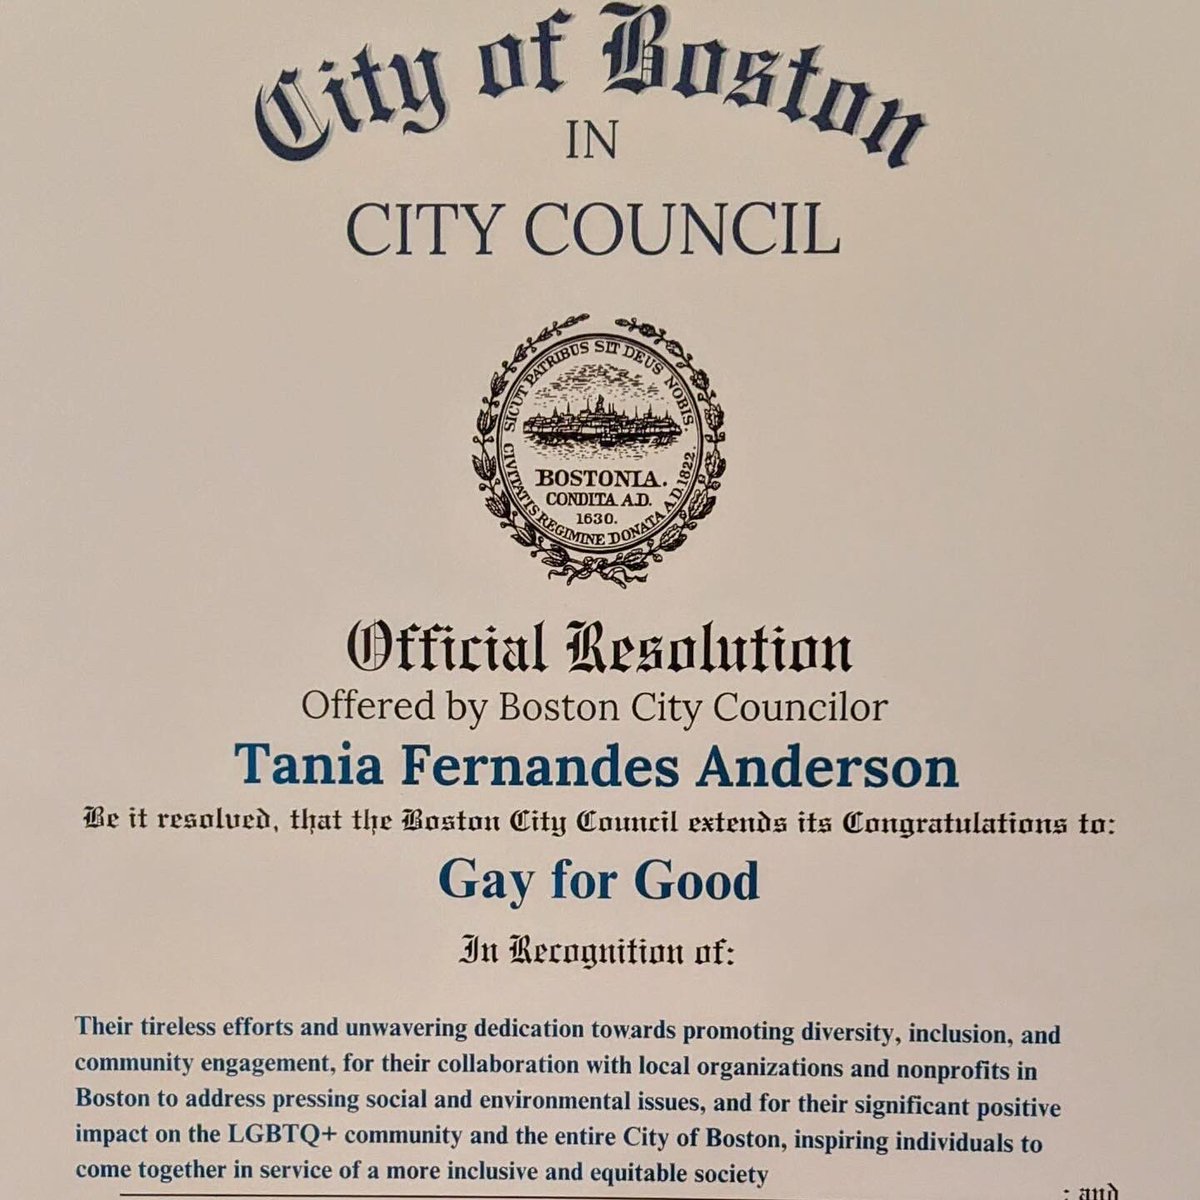 City of Boston
IN
CITY COUNCIL
SICUT PATRIBUS SIT DEUS NOBIS.
CIVITATIS REGIMINE DONATA A.D. 1822.
BOSTONIA.
CONDITA A.D.
1630.
Official Resolution
Offered by Boston City Councilor
Tania Fernandes Anderson
Be it resolved, that the Boston City Council extends its Congratulations to:
Gay for Good
In Recognition of:
Their tireless efforts and unwavering dedication towards promoting diversity, inclusion, and
community engagement, for their collaboration with local organizations and nonprofits in
Boston to address pressing social and environmental issues, and for their significant positive
impact on the LGBTQ+ community and the entire City of Boston, inspiring individuals to
come together in service of a more inclusive and equitable society
; and